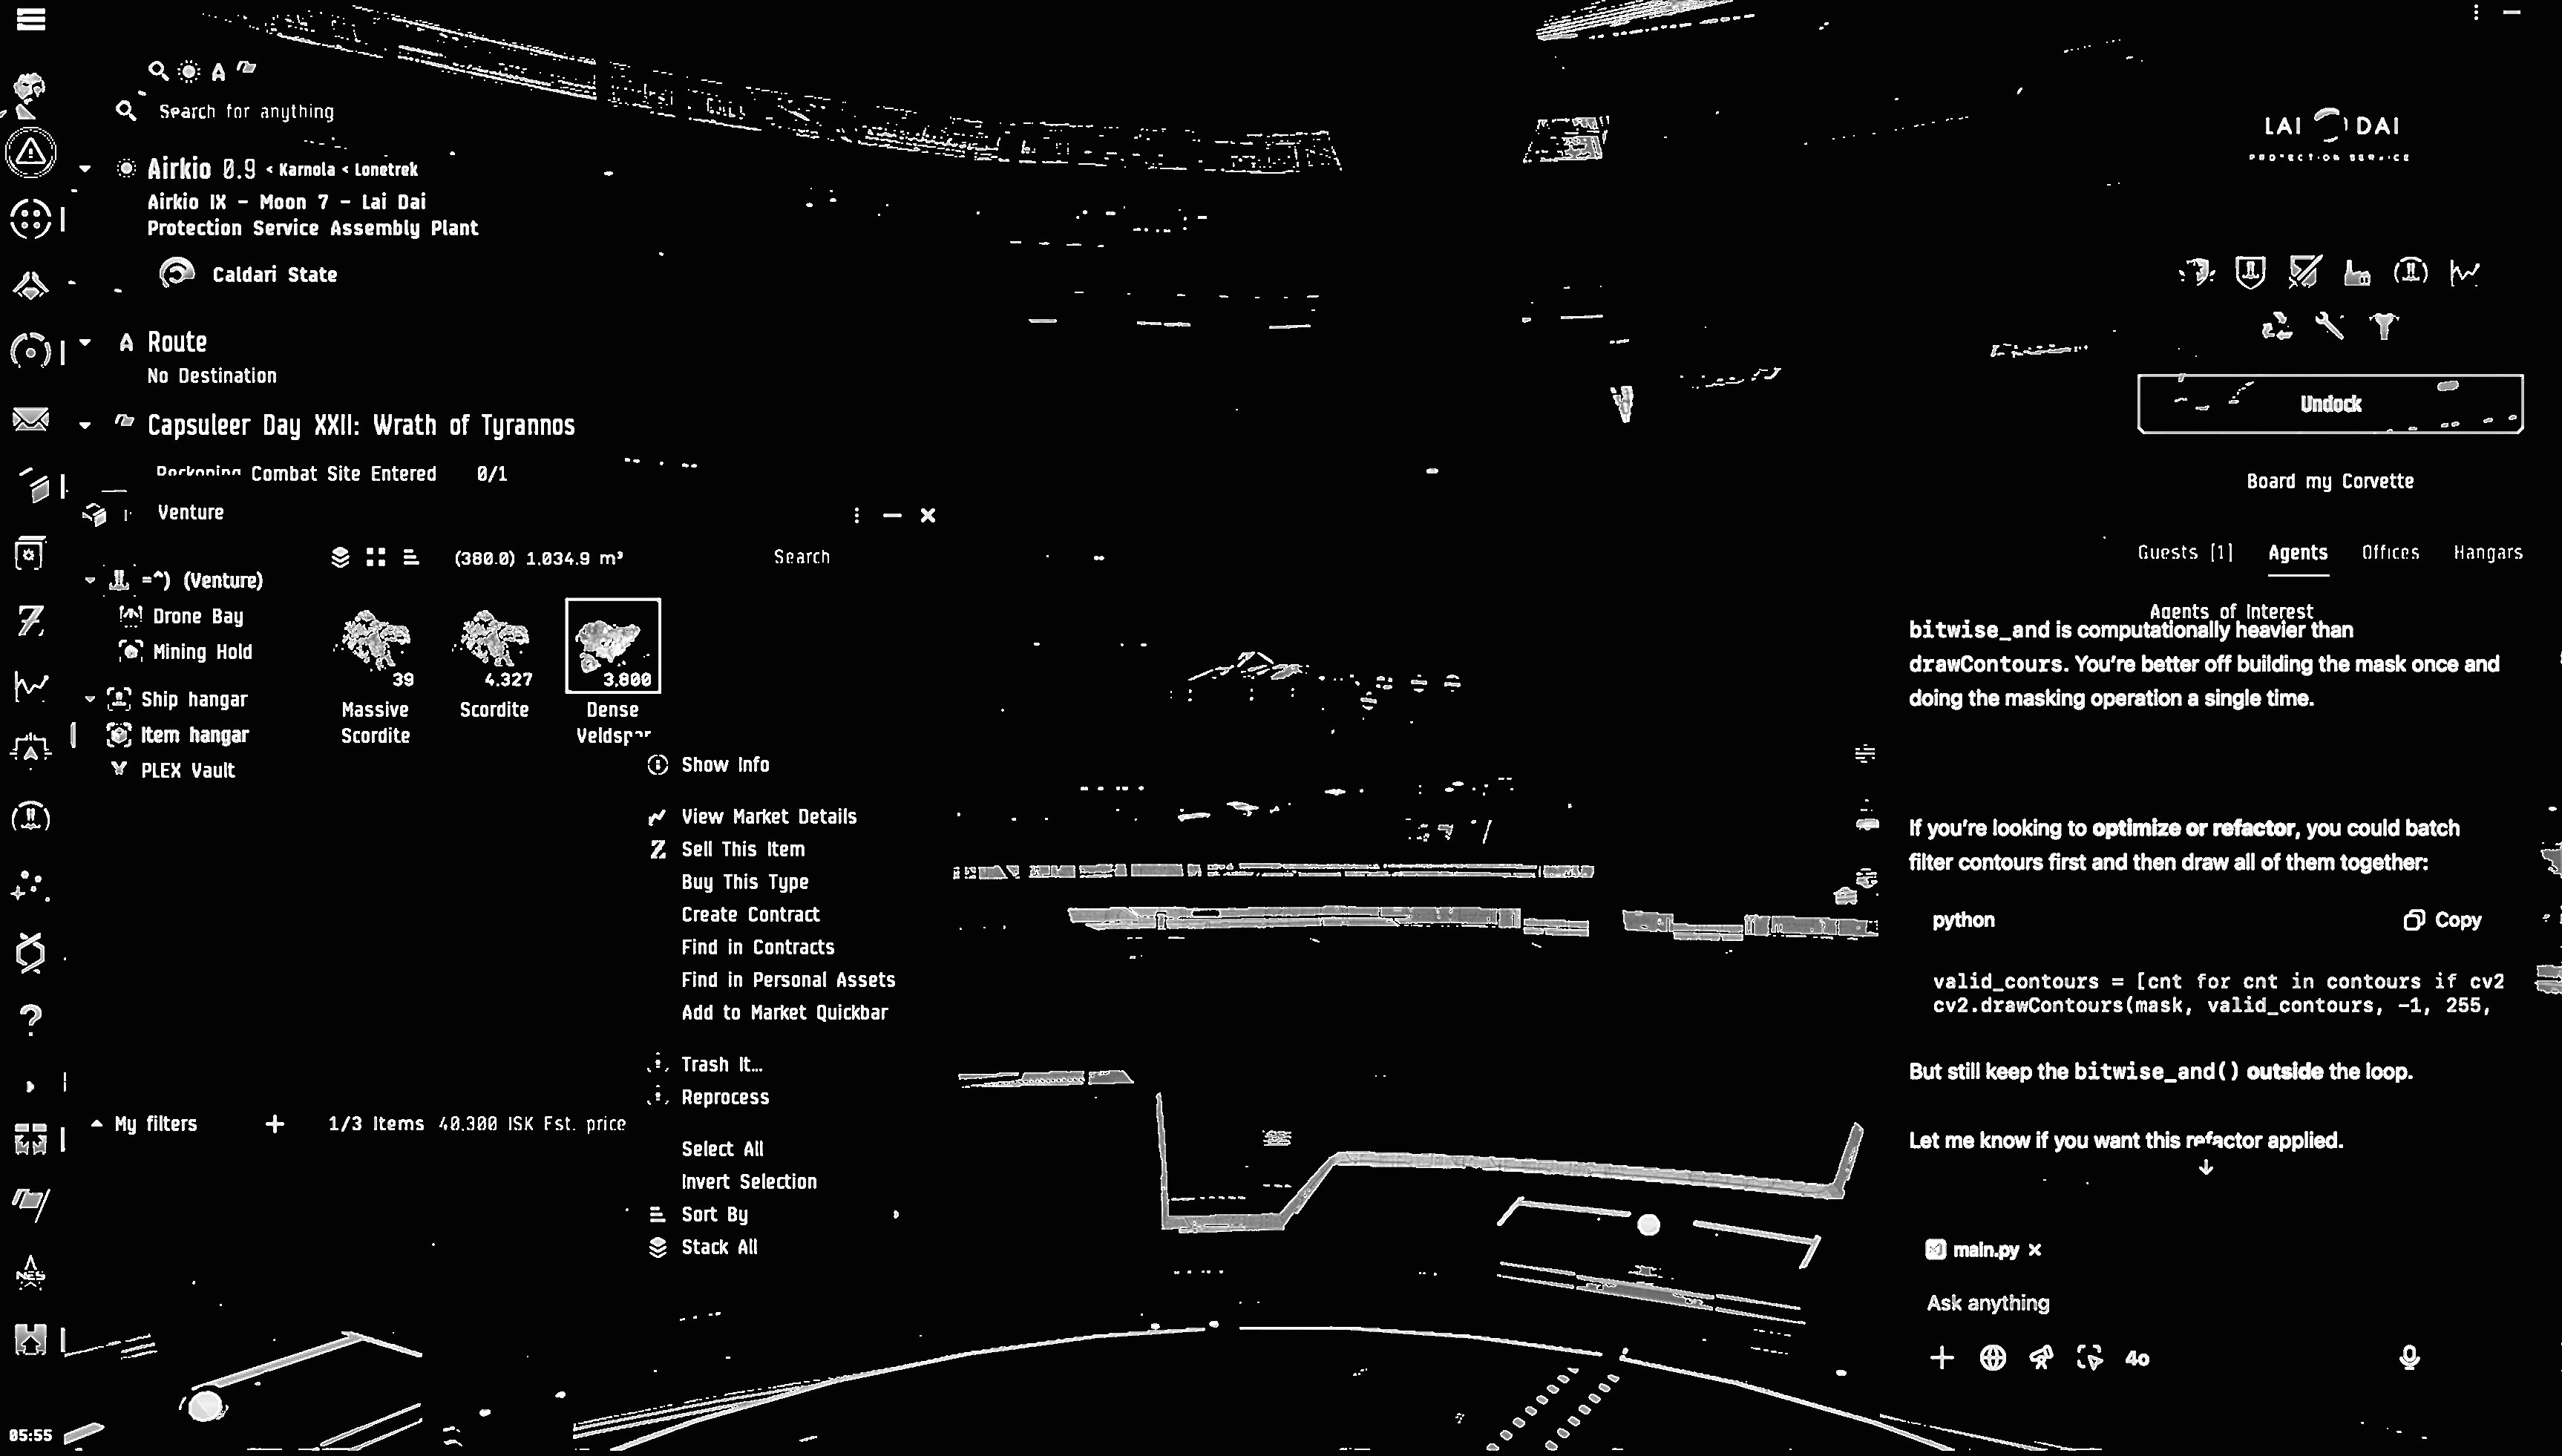 Search for anything
Airkio 0.9 < Karnola < Lonetrek
Airkio IX - Moon 7 - Lai Dai
Protection Service Assembly Plant
Caldari State
Route
No Destination
Capsuleer Day XXII: Wrath of Tyrannos
Reckoning Combat Site Entered 0/1
Venture
(380.0) 1,034.9 m³
Search
=^) (Venture)
Drone Bay
Mining Hold
Ship hangar
Item hangar
PLEX Vault
39
Massive
Scordite
4.327
Scordite
3,800
Dense
Veldspar
Show Info
View Market Details
Sell This Item
Buy This Type
Create Contract
Find in Contracts
Find in Personal Assets
Add to Market Quickbar
Trash It...
Reprocess
Select All
Invert Selection
Sort By
Stack All
My filters
1/3 Items 40.300 ISK Est. price
NES
05:55
LAI DAI
PROTECTION SERVICE
Undock
Board my Corvette
Guests [1] Agents Offices Hangars
Agents of Interest
bitwise_and is computationally heavier than
drawContours. You're better off building the mask once and
doing the masking operation a single time.
If you're looking to optimize or refactor, you could batch
filter contours first and then draw all of them together:
python
Copy
valid_contours = [cnt for cnt in contours if cv2
cv2.drawContours(mask, valid_contours, -1, 255,
But still keep the bitwise_and() outside the loop.
Let me know if you want this refactor applied.
main.py
Ask anything
4o